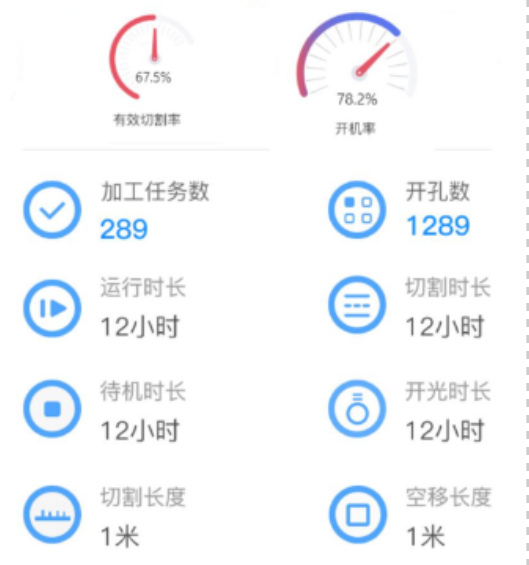 67.5%
78.2%
有效切割率
开机率
加工任务数
289
开孔数
1289
运行时长
12小时
切割时长
12小时
待机时长
12小时
开光时长
12小时
切割长度
1米
空移长度
1米